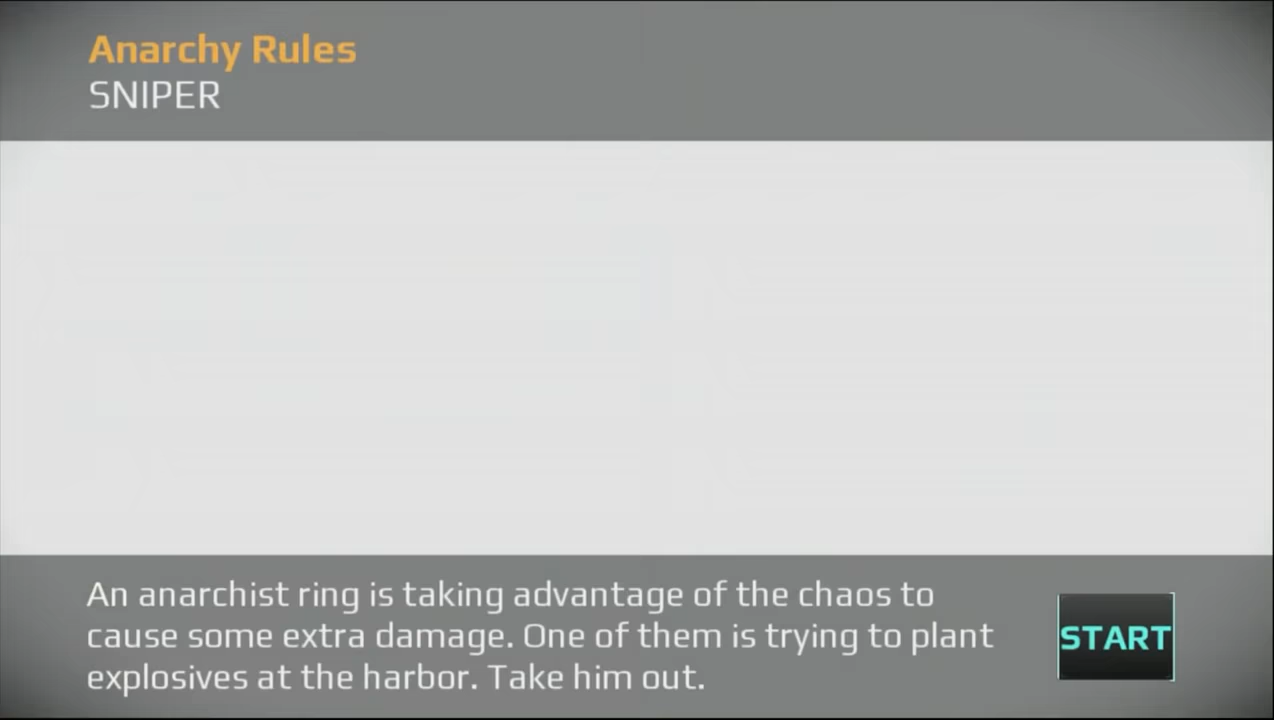 Anarchy Rules
SNIPER
An anarchist ring is taking advantage of the chaos to
cause some extra damage. One of them is trying to plant
explosives at the harbor. Take him out.
START